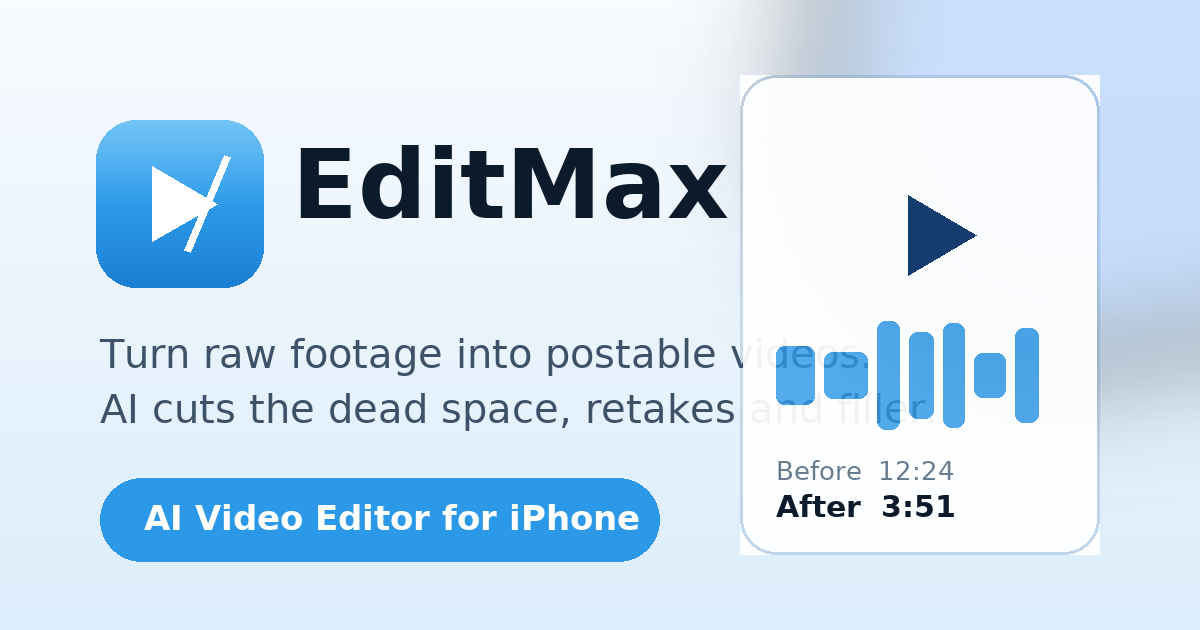 EditMax
Turn raw footage into postable videos.
AI cuts the dead space, retakes and filler.
AI Video Editor for iPhone
Before 12:24
After 3:51